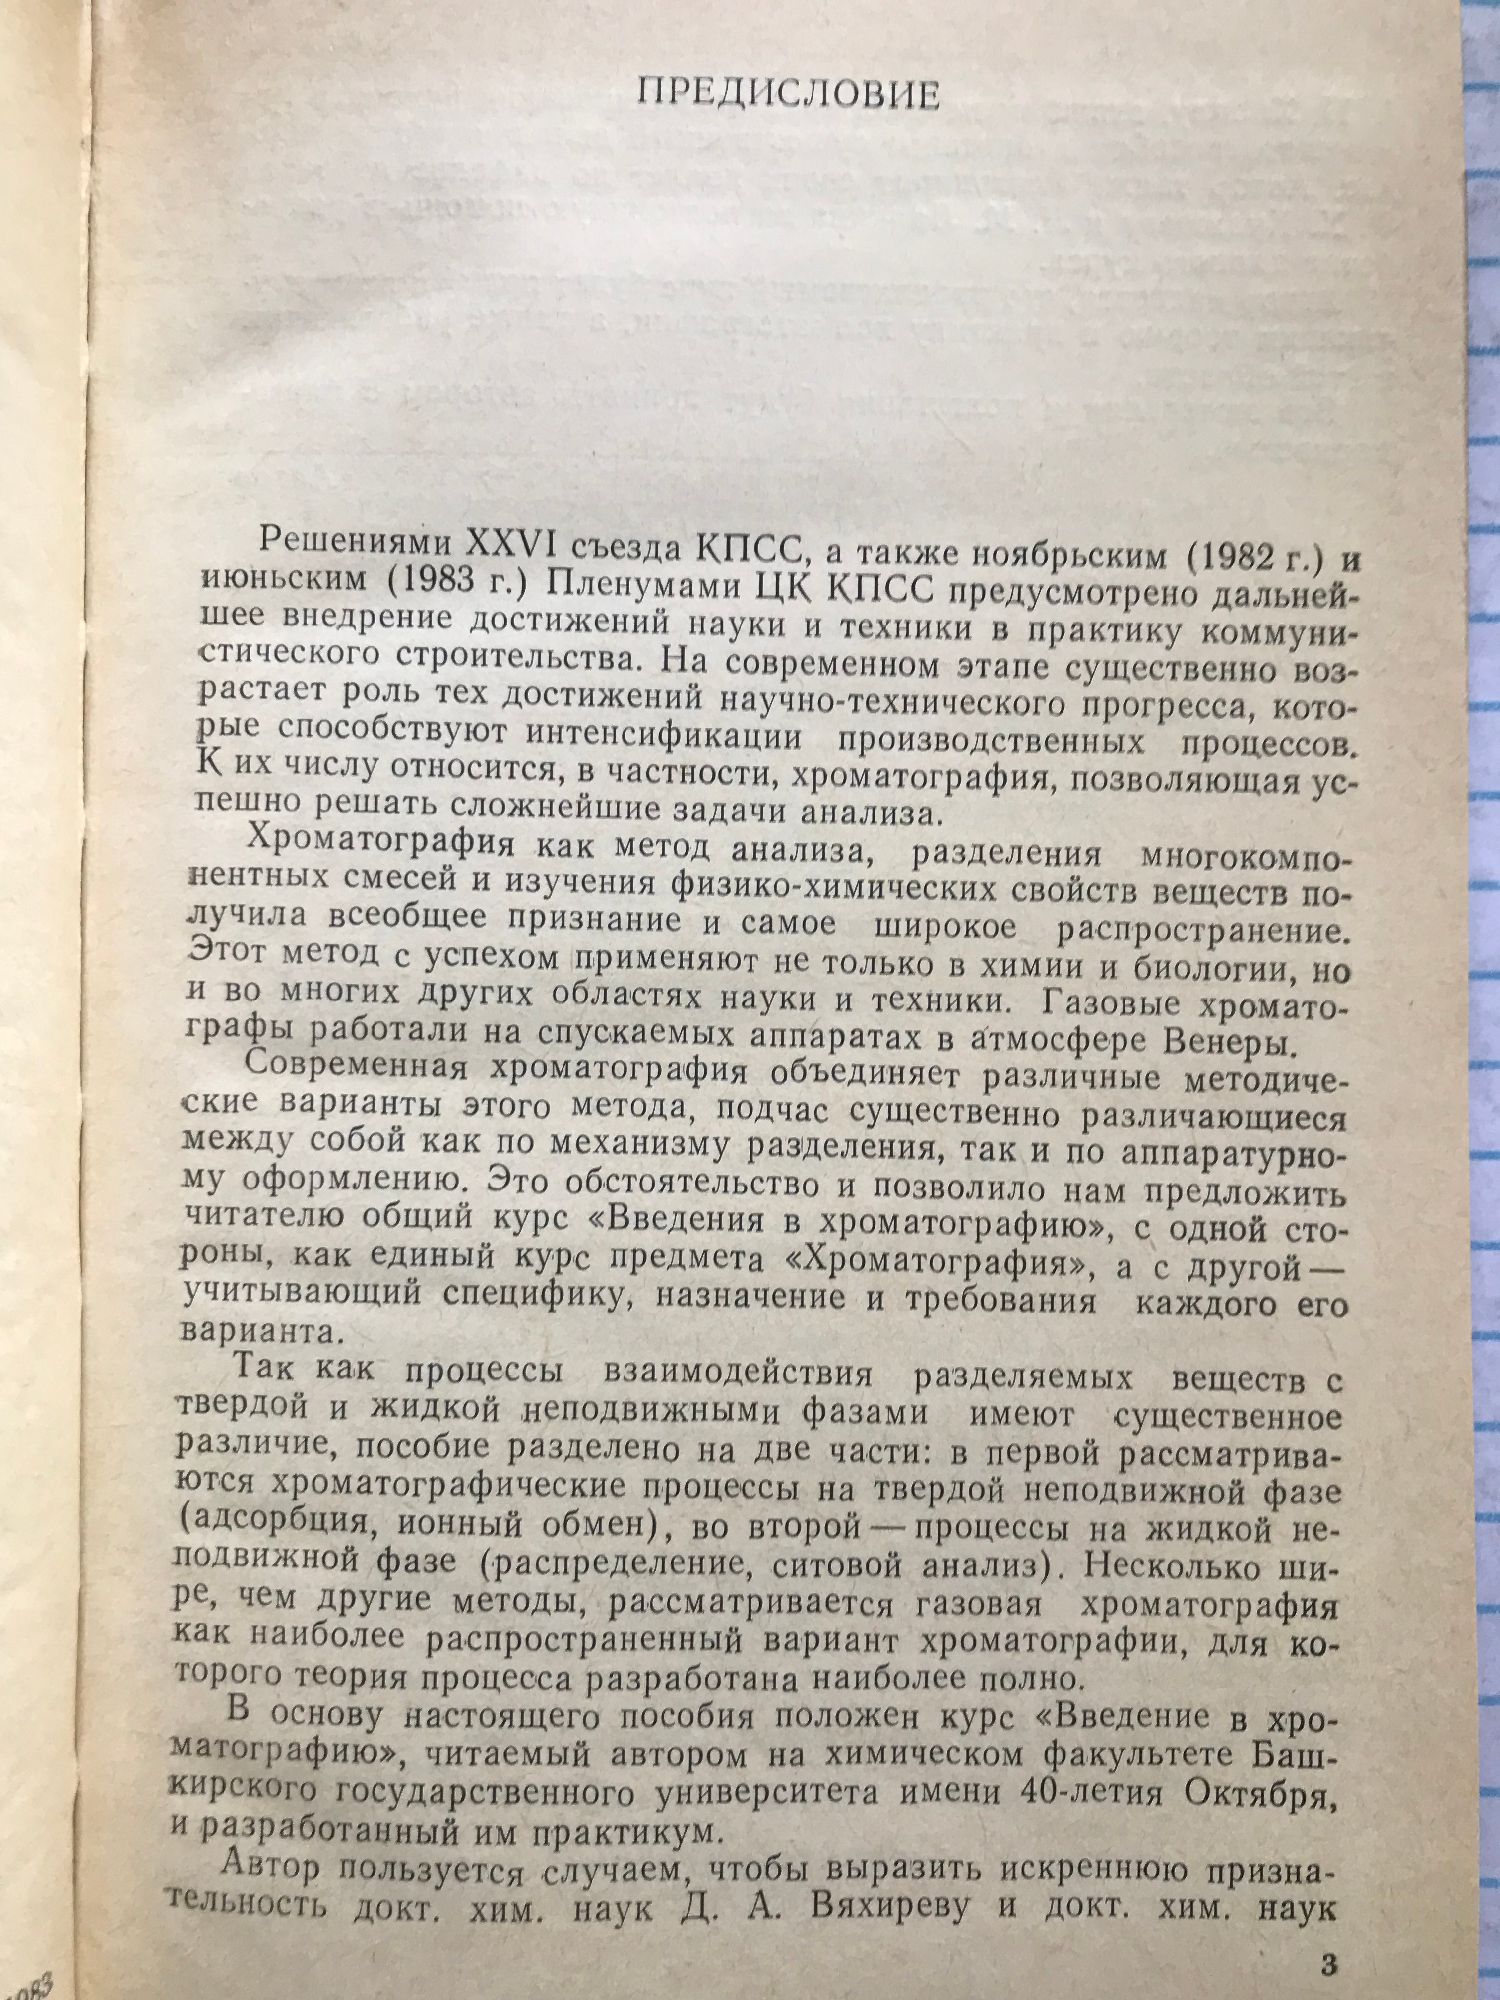 ПРЕДИСЛОВИЕ
Решениями XXVI съезда КПСС, а также ноябрьским (1982 г.) и
июньским (1983 г.) Пленумами ЦК КПСС предусмотрено дальней-
шее внедрение достижений науки и техники в практику коммуни-
стического строительства. На современном этапе существенно воз-
растает роль тех достижений научно-технического прогресса, кото-
рые способствуют интенсификации производственных процессов.
К их числу относится, в частности, хроматография, позволяющая ус-
пешно решать сложнейшие задачи анализа.
Хроматография как метод анализа, разделения многокомпо-
нентных смесей и изучения физико-химических свойств веществ по-
лучила всеобщее признание и самое широкое распространение.
Этот метод с успехом применяют не только в химии и биологии, но
и во многих других областях науки и техники. Газовые хромато-
графы работали на спускаемых аппаратах в атмосфере Венеры.
Современная хроматография объединяет различные методиче-
ские варианты этого метода, подчас существенно различающиеся
между собой как по механизму разделения, так и по аппаратурно-
му оформлению. Это обстоятельство и позволило нам предложить
читателю общий курс «Введения в хроматографию», с одной сто-
роны, как единый курс предмета «Хроматография», а с другой —
учитывающий специфику, назначение и требования каждого его
варианта.
Так как процессы взаимодействия разделяемых веществ с
твердой и жидкой неподвижными фазами имеют существенное
различие, пособие разделено на две части: в первой рассматрива-
ются хроматографические процессы на твердой неподвижной фазе
(адсорбция, ионный обмен), во второй — процессы на жидкой не-
подвижной фазе (распределение, ситовой анализ). Несколько ши-
ре, чем другие методы, рассматривается газовая хроматография
как наиболее распространенный вариант хроматографии, для ко-
торого теория процесса разработана наиболее полно.
В основу настоящего пособия положен курс «Введение в хро-
матографию», читаемый автором на химическом факультете Баш-
кирского государственного университета имени 40-летия Октября,
и разработанный им практикум.
Автор пользуется случаем, чтобы выразить искреннюю призна-
тельность докт. хим. наук Д. А. Вяхиреву и докт. хим. наук
3